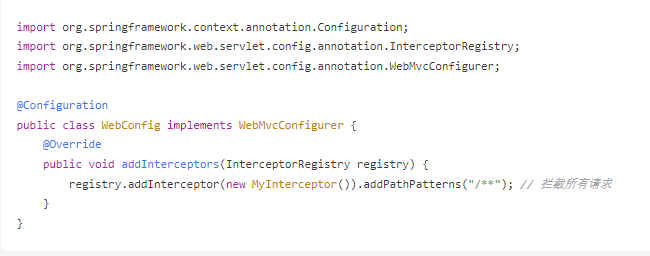 import org.springframework.context.annotation.Configuration;
import org.springframework.web.servlet.config.annotation.InterceptorRegistry;
import org.springframework.web.servlet.config.annotation.WebMvcConfigurer;

@Configuration
public class WebConfig implements WebMvcConfigurer {
    @Override
    public void addInterceptors(InterceptorRegistry registry) {
        registry.addInterceptor(new MyInterceptor()).addPathPatterns("/**"); // 拦截所有请求
    }
}